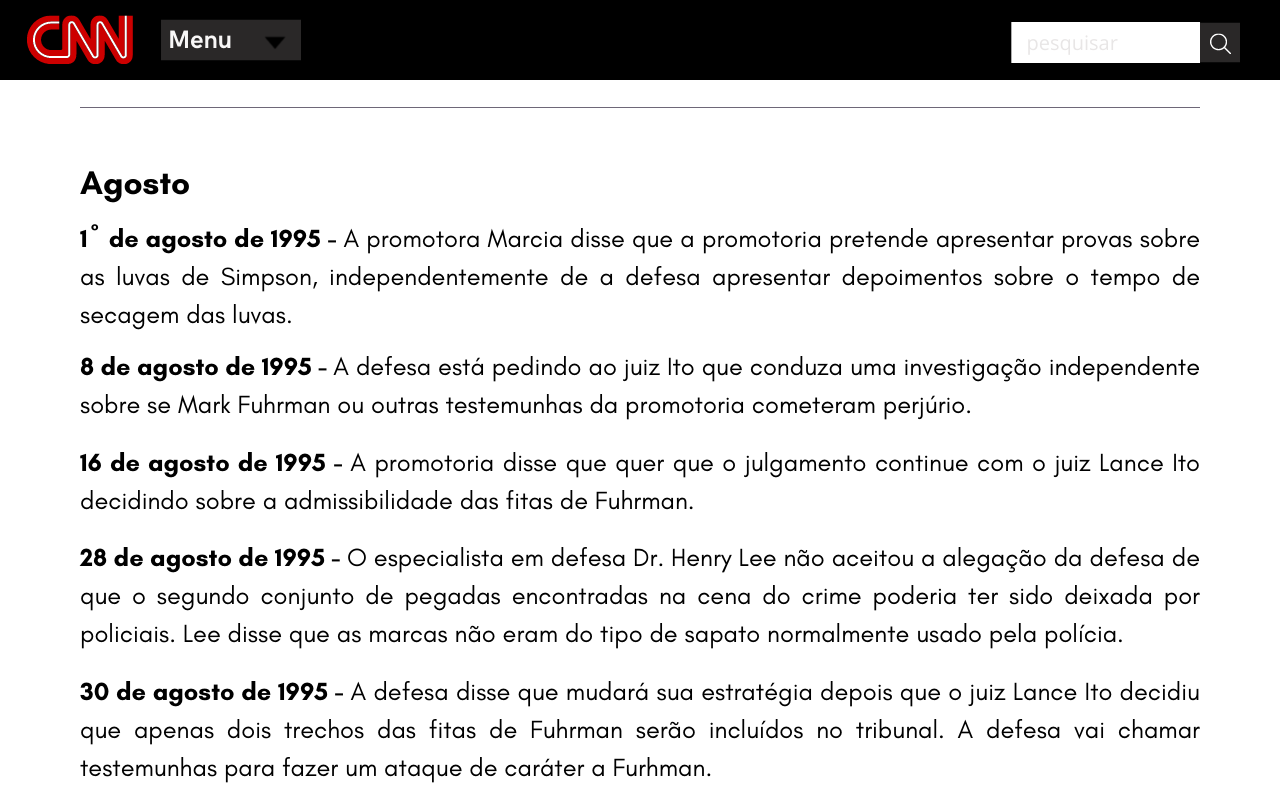 CNN
Menu
pesquisar
Agosto
1° de agosto de 1995 - A promotora Marcia disse que a promotoria pretende apresentar provas sobre
as luvas de Simpson, independentemente de a defesa apresentar depoimentos sobre o tempo de
secagem das luvas.
8 de agosto de 1995 - A defesa está pedindo ao juiz Ito que conduza uma investigação independente
sobre se Mark Fuhrman ou outras testemunhas da promotoria cometeram perjúrio.
16 de agosto de 1995 - A promotoria disse que quer que o julgamento continue com o juiz Lance Ito
decidindo sobre a admissibilidade das fitas de Fuhrman.
28 de agosto de 1995 - O especialista em defesa Dr. Henry Lee não aceitou a alegação da defesa de
que o segundo conjunto de pegadas encontradas na cena do crime poderia ter sido deixada por
policiais. Lee disse que as marcas não eram do tipo de sapato normalmente usado pela polícia.
30 de agosto de 1995 - A defesa disse que mudará sua estratégia depois que o juiz Lance Ito decidiu
que apenas dois trechos das fitas de Fuhrman serão incluídos no tribunal. A defesa vai chamar
testemunhas para fazer um ataque de caráter a Furhman.